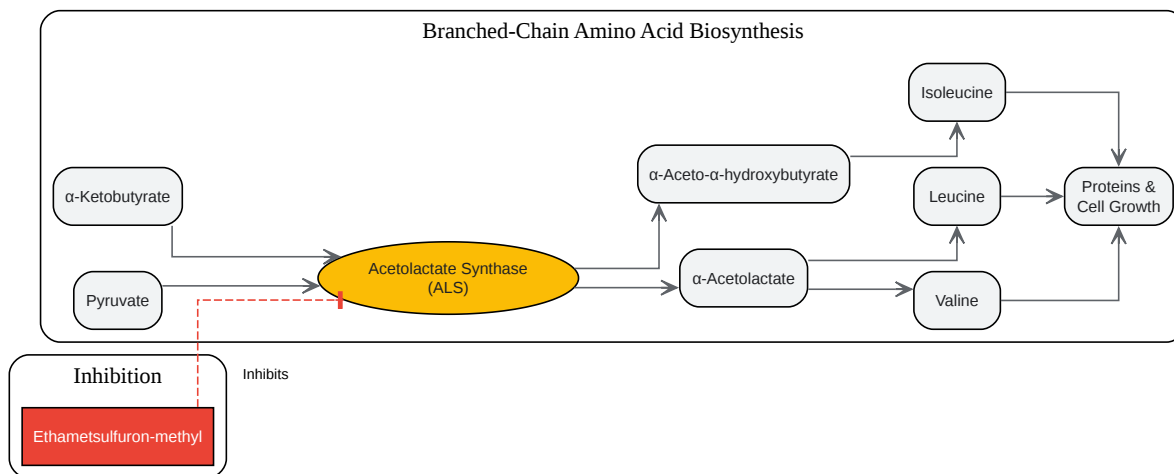 Branched-Chain Amino Acid Biosynthesis
Isoleucine
α-Aceto-α-hydroxybutyrate
α-Ketobutyrate
Leucine
Proteins &
Cell Growth
Acetolactate Synthase
(ALS)
α-Acetolactate
Pyruvate
Valine
Inhibition
Inhibits
Ethametsulfuron-methyl